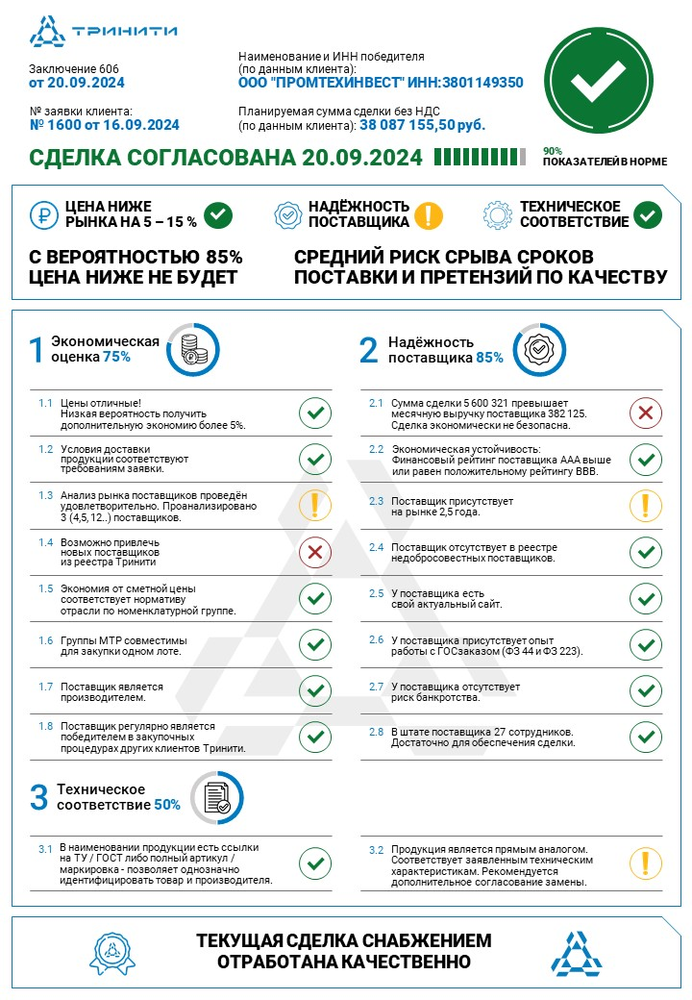 ТРИНИТИ
Заключение 606
от 20.09.2024
№ заявки клиента:
№ 1600 от 16.09.2024
Наименование и ИНН победителя
(по данным клиента):
ООО "ПРОМТЕХИНВЕСТ" ИНН:3801149350
Планируемая сумма сделки без НДС
(по данным клиента): 38 087 155,50 руб.
СДЕЛКА СОГЛАСОВАНА 20.09.2024
90%
ПОКАЗАТЕЛЕЙ В НОРМЕ
ЦЕНА НИЖЕ
РЫНКА НА 5 – 15 %
НАДЁЖНОСТЬ
ПОСТАВЩИКА
ТЕХНИЧЕСКОЕ
СООТВЕТСТВИЕ
С ВЕРОЯТНОСТЬЮ 85%
ЦЕНА НИЖЕ НЕ БУДЕТ
СРЕДНИЙ РИСК СРЫВА СРОКОВ
ПОСТАВКИ И ПРЕТЕНЗИЙ ПО КАЧЕСТВУ
1 Экономическая
оценка 75%
1.1 Цены отличные!
Низкая вероятность получить
дополнительную экономию более 5%.
1.2 Условия доставки
продукции соответствуют
требованиям заявки.
1.3 Анализ рынка поставщиков проведён
удовлетворительно. Проанализировано
3 (4,5,12..) поставщиков.
1.4 Возможно привлечь
новых поставщиков
из реестра Тринити
1.5 Экономия от сметной цены
соответствует нормативу
отрасли по номенклатурной группе.
1.6 Группы МТР совместимы
для закупки одном лоте.
1.7 Поставщик является
производителем.
1.8 Поставщик регулярно является
победителем в закупочных
процедурах других клиентов Тринити.
2 Надёжность
поставщика 85%
2.1 Сумма сделки 5 600 321 превышает
месячную выручку поставщика 382 125.
Сделка экономически не безопасна.
2.2 Экономическая устойчивость:
Финансовый рейтинг поставщика ААА выше
или равен положительному рейтингу ВВВ.
2.3 Поставщик присутствует
на рынке 2,5 года.
2.4 Поставщик отсутствует в реестре
недобросовестных поставщиков.
2.5 У поставщика есть
свой актуальный сайт.
2.6 У поставщика присутствует опыт
работы с ГОСзаказом (ФЗ 44 и ФЗ 223).
2.7 У поставщика отсутствует
риск банкротства.
2.8 В штате поставщика 27 сотрудников.
Достаточно для обеспечения сделки.
3 Техническое
соответствие 50%
3.1 В наименовании продукции есть ссылки
на ТУ / ГОСТ либо полный артикул /
маркировка - позволяет однозначно
идентифицировать товар и производителя.
3.2 Продукция является прямым аналогом.
Соответствует заявленным техническим
характеристикам. Рекомендуется
дополнительное согласование замены.
ТЕКУЩАЯ СДЕЛКА СНАБЖЕНИЕМ
ОТРАБОТАНА КАЧЕСТВЕННО